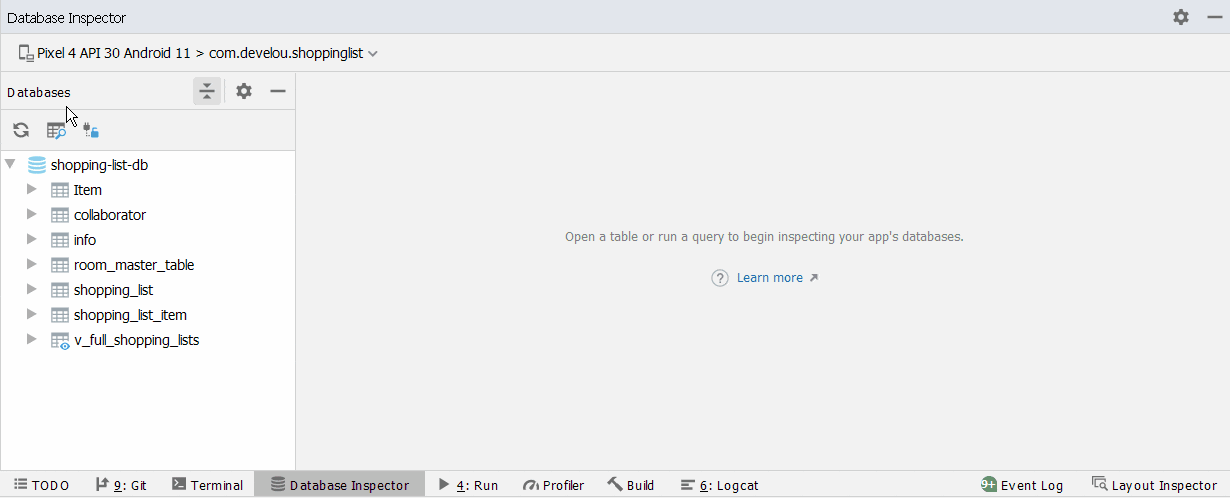 Database Inspector
Pixel 4 API 30 Android 11 > com.develou.shoppinglist
Databases
shopping-list-db
Item
collaborator
info
room_master_table
shopping_list
shopping_list_item
v_full_shopping_lists
Open a table or run a query to begin inspecting your app's databases.
? Learn more
TODO 9: Git Terminal Database Inspector 4: Run Profiler Build 6: Logcat 9+ Event Log Layout Inspector